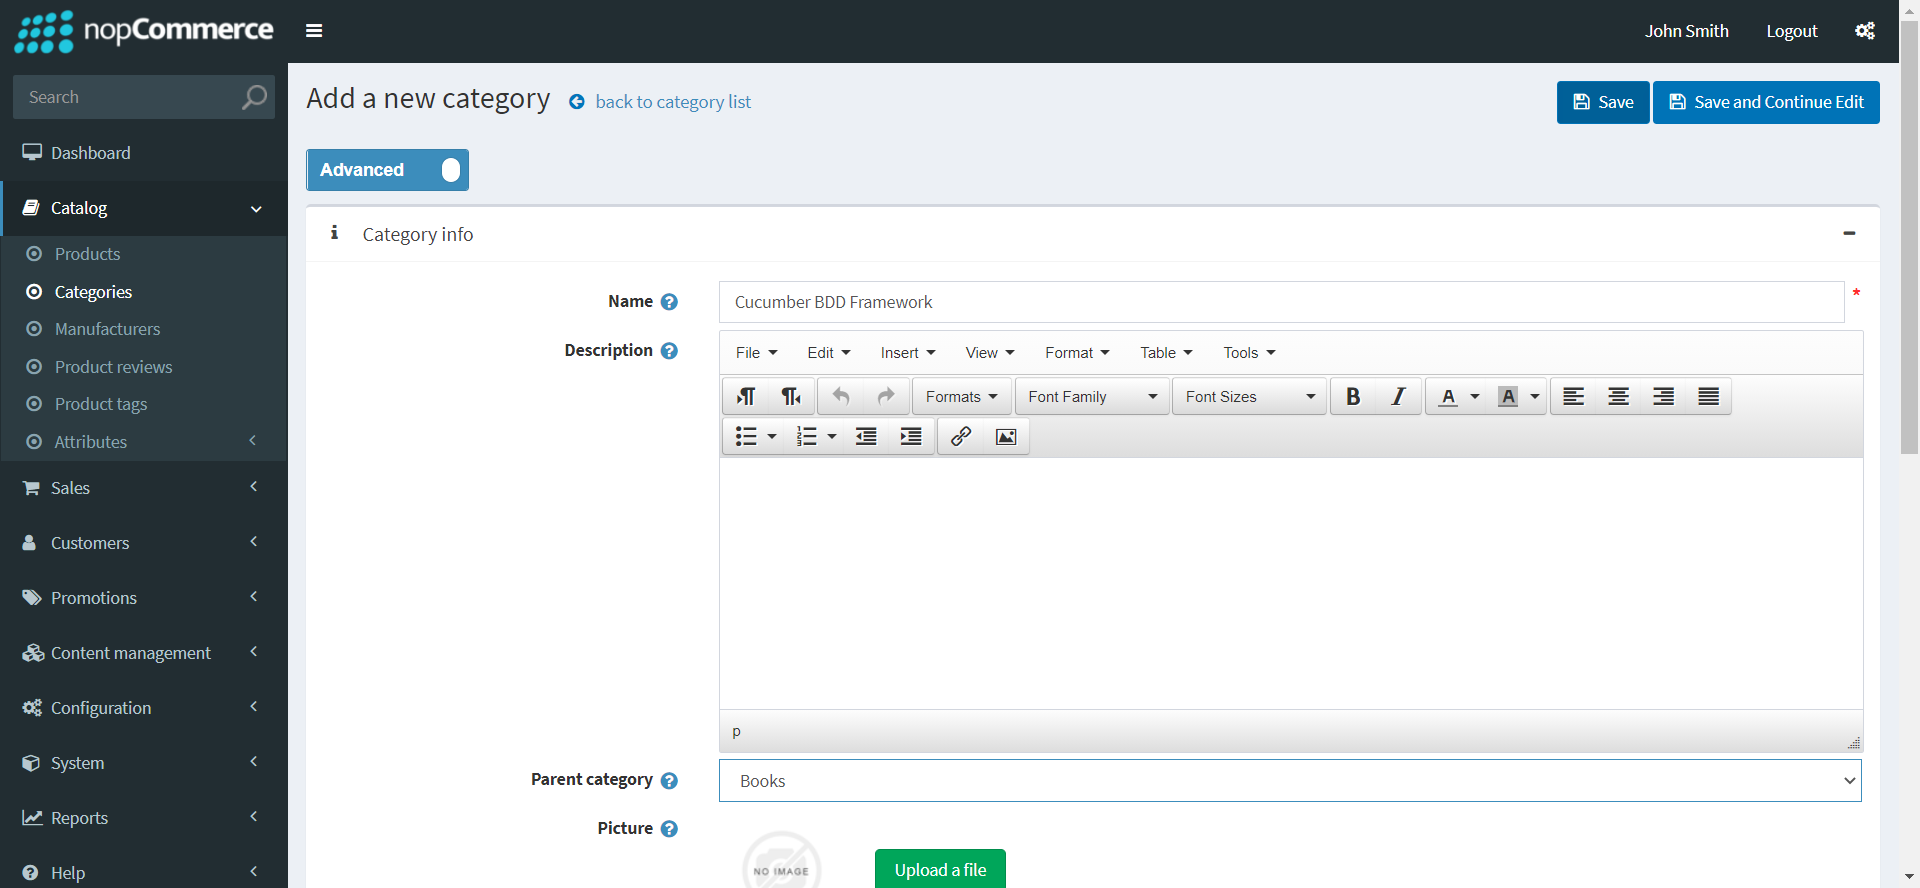 nopCommerce
John Smith Logout
Search
Add a new category back to category list
Save Save and Continue Edit
Advanced
Dashboard
Catalog
Products
Categories
Manufacturers
Product reviews
Product tags
Attributes
Sales
Customers
Promotions
Content management
Configuration
System
Reports
Help
Category info
Name Cucumber BDD Framework *
Description
File Edit Insert View Format Table Tools
Formats Font Family Font Sizes B I A A
p
Parent category Books
Picture
NO IMAGE
Upload a file